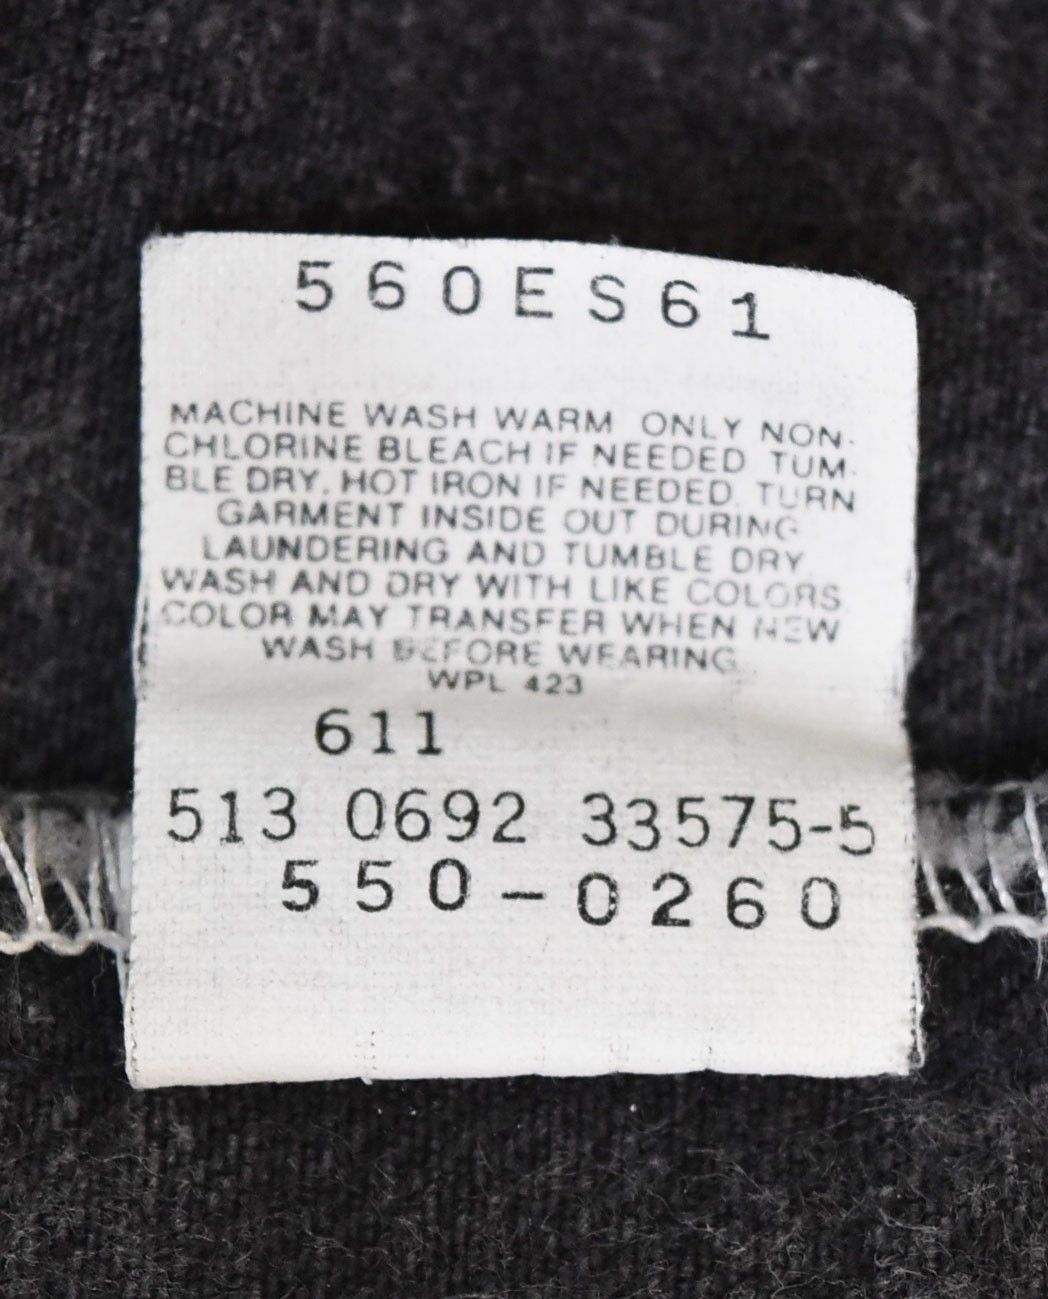 560ES61
MACHINE WASH WARM ONLY NON-
CHLORINE BLEACH IF NEEDED TUM-
BLE DRY. HOT IRON IF NEEDED. TURN
GARMENT INSIDE OUT DURING
LAUNDERING AND TUMBLE DRY
WASH AND DRY WITH LIKE COLORS
COLOR MAY TRANSFER WHEN NEW
WASH BEFORE WEARING
WPL 423
611
513 0692 33575-5
550-0260